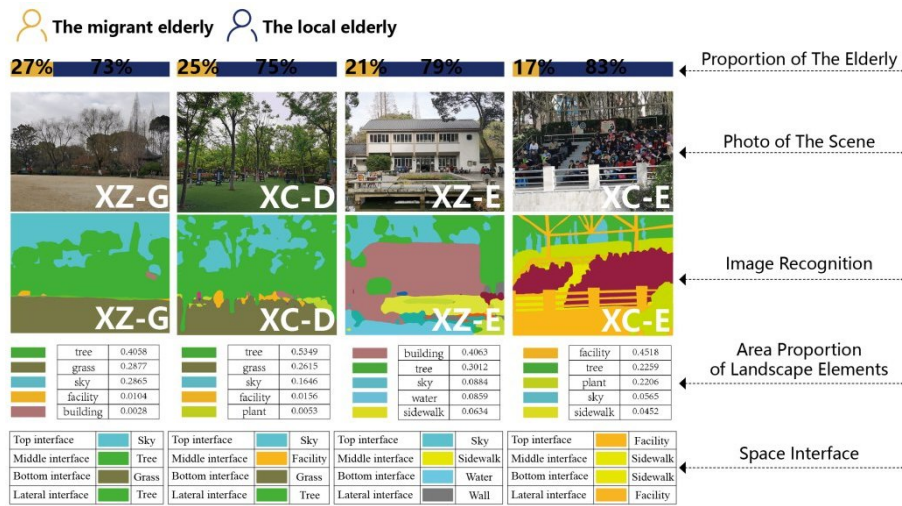 The migrant elderly The local elderly
27% 73% 25% 75% 21% 79% 17% 83% Proportion of The Elderly
Photo of The Scene
XZ-G XC-D XZ-E XC-E
Image Recognition
XZ-G XC-D XZ-E XC-E
Area Proportion
of Landscape Elements
tree 0.4058 tree 0.5349 building 0.4063 facility 0.4518
grass 0.2877 grass 0.2615 tree 0.3012 tree 0.2259
sky 0.2865 sky 0.1646 sky 0.0884 plant 0.2206
facility 0.0104 facility 0.0156 water 0.0859 sky 0.0565
building 0.0028 plant 0.0053 sidewalk 0.0634 sidewalk 0.0452
Top interface Sky Top interface Sky Top interface Sky Top interface Facility
Middle interface Tree Middle interface Facility Middle interface Sidewalk Middle interface Sidewalk
Space Interface
Bottom interface Grass Bottom interface Grass Bottom interface Water Bottom interface Sidewalk
Lateral interface Tree Lateral interface Tree Lateral interface Wall Lateral interface Facility